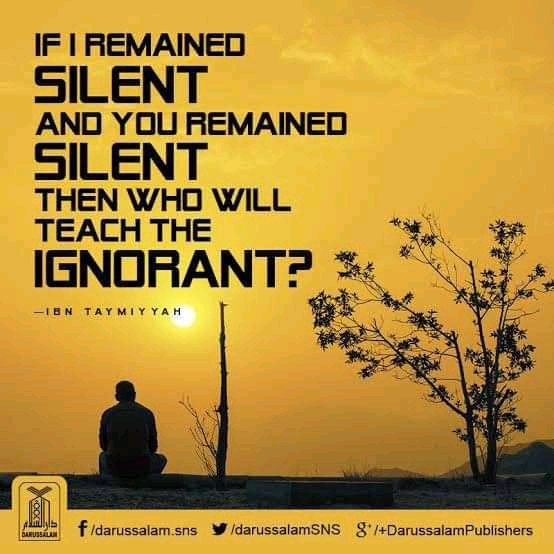 IF I REMAINED
SILENT
AND YOU REMAINED
SILENT
THEN WHO WILL
TEACH THE
IGNORANT?
—IBN TAYMIYYAH
دار السلام
DARUSSALAM
f /darussalam.sns /darussalamSNS g+ /+DarussalamPublishers